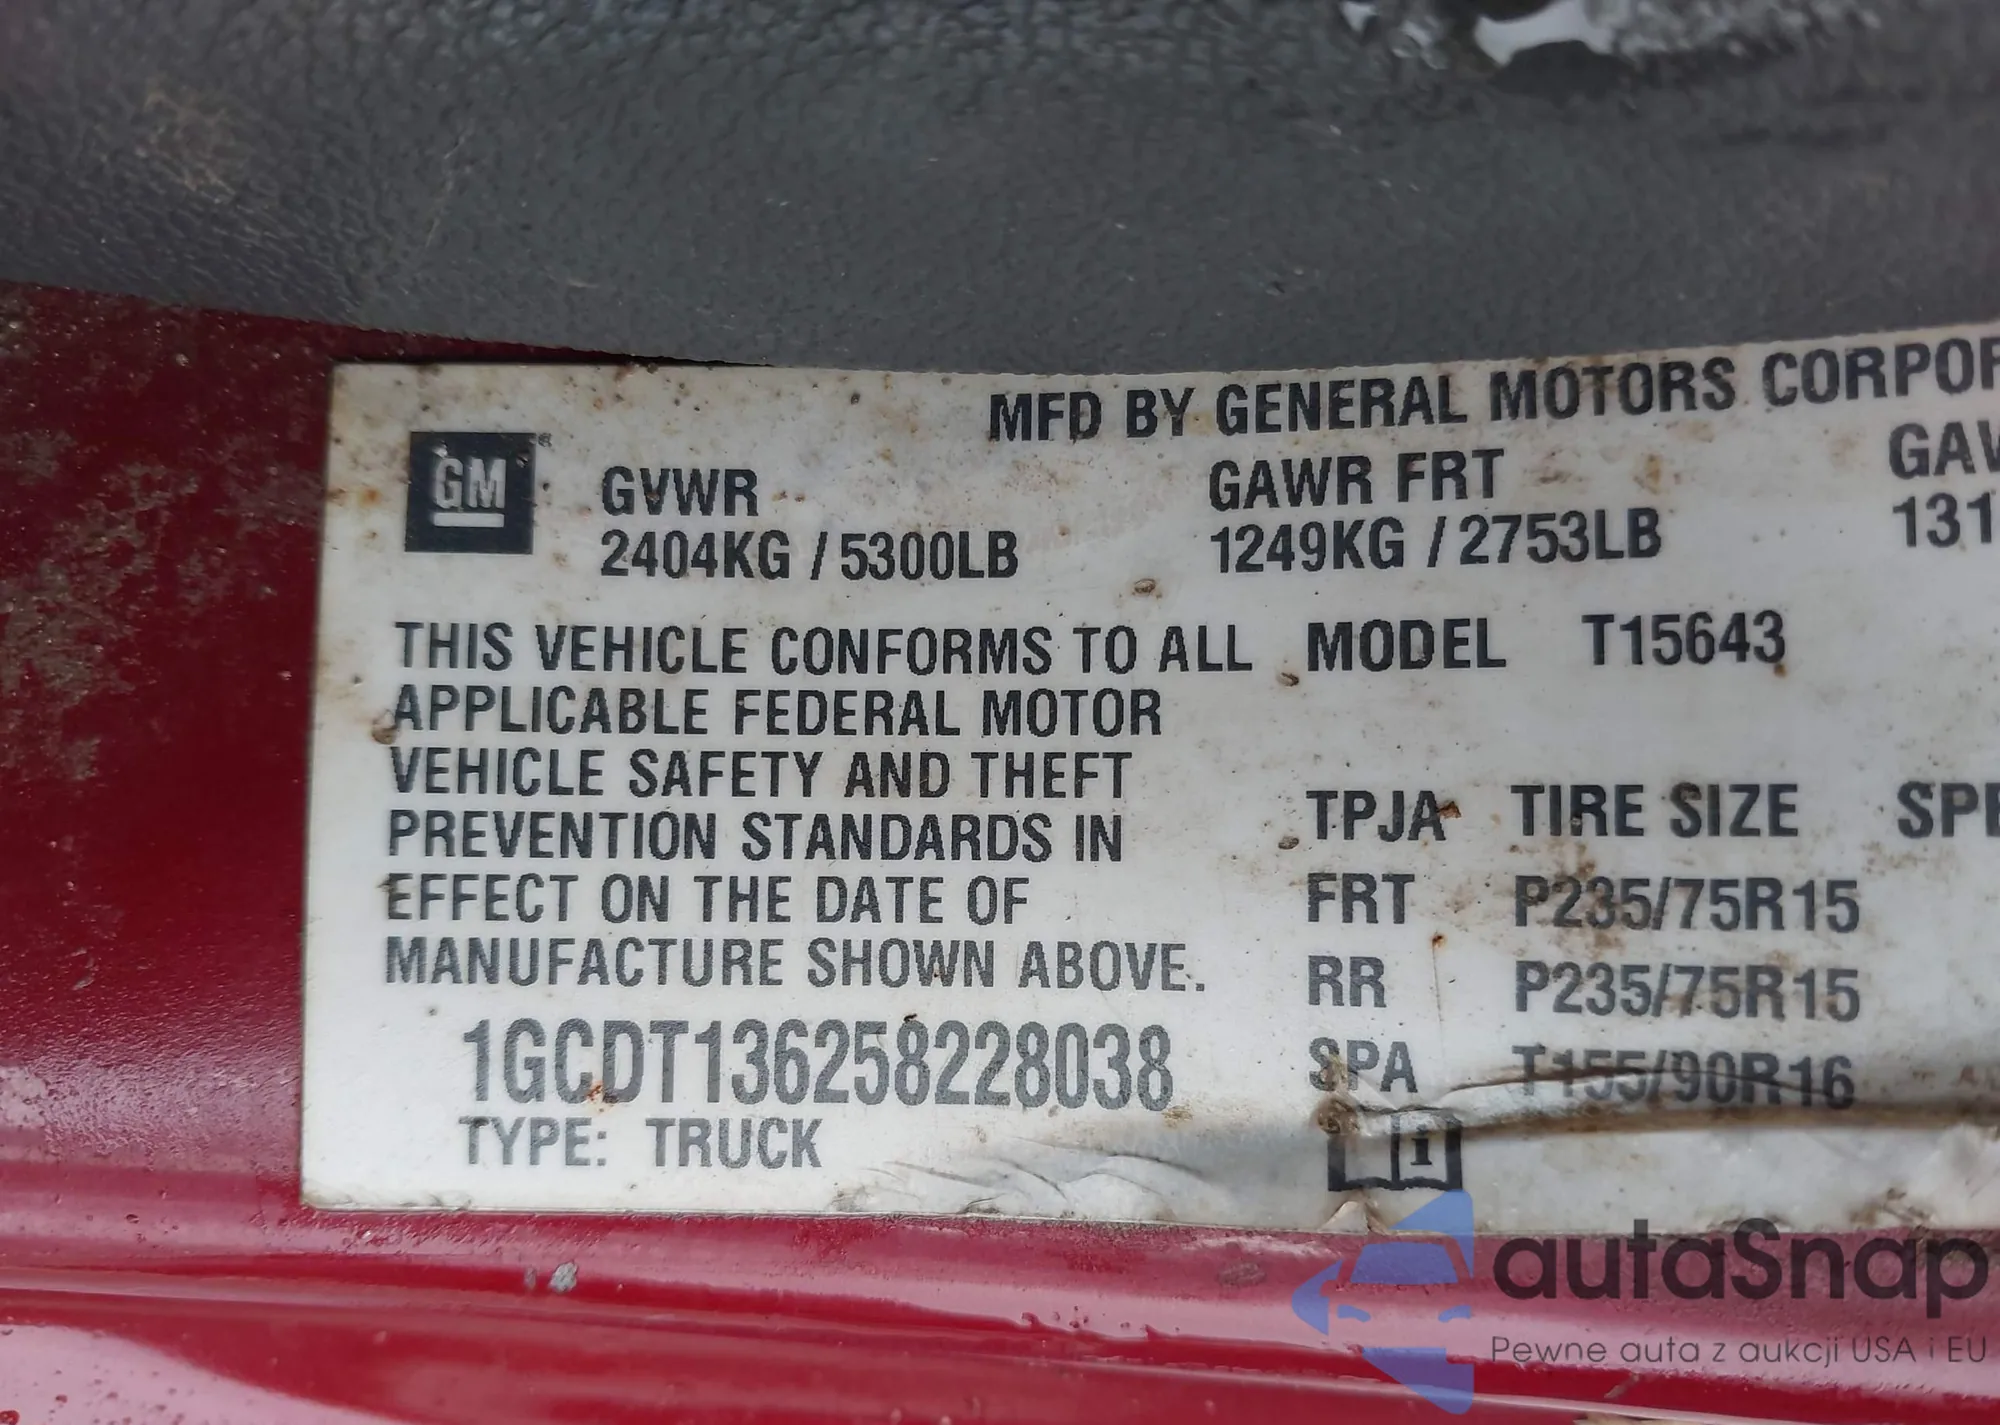 MFD BY GENERAL MOTORS CORPOR
GM
GVWR GAWR FRT GAW
2404KG / 5300LB 1249KG / 2753LB 131
THIS VEHICLE CONFORMS TO ALL MODEL T15643
APPLICABLE FEDERAL MOTOR
VEHICLE SAFETY AND THEFT
PREVENTION STANDARDS IN TPJA TIRE SIZE SPE
EFFECT ON THE DATE OF FRT P235/75R15
MANUFACTURE SHOWN ABOVE. RR P235/75R15
1GCDT136258228038 SPA T155/90R16
TYPE: TRUCK
i
autaSnap
Pewne auta z aukcji USA i EU